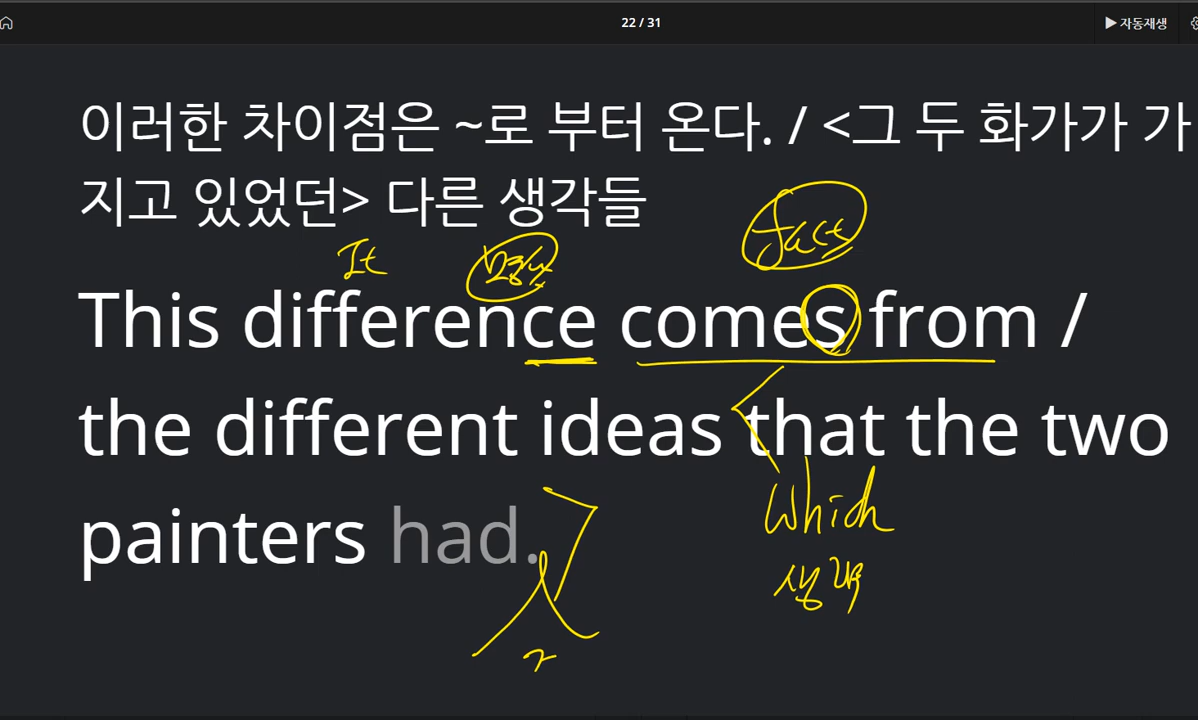 22 / 31
▶ 자동재생
이러한 차이점은 ~로 부터 온다. / <그 두 화가가 가
지고 있었던> 다른 생각들
fact
It
This difference comes from /
the different ideas that the two
which
painters had.
생략